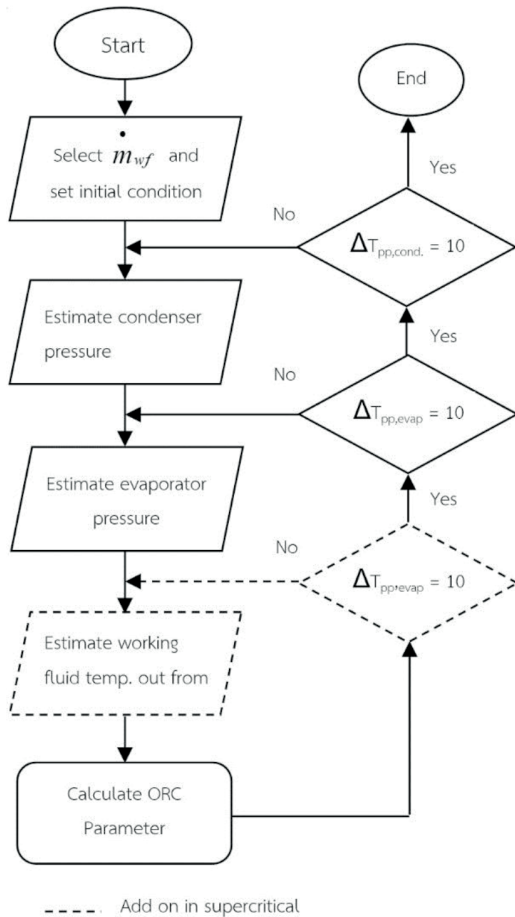 Start
Select ṁwf and
set initial condition
Estimate condenser
pressure
Estimate evaporator
pressure
Estimate working
fluid temp. out from
Calculate ORC
Parameter
End
Yes
No
ΔTpp,cond. = 10
Yes
No
ΔTpp,evap = 10
Yes
No
ΔTpp,evap = 10
Add on in supercritical